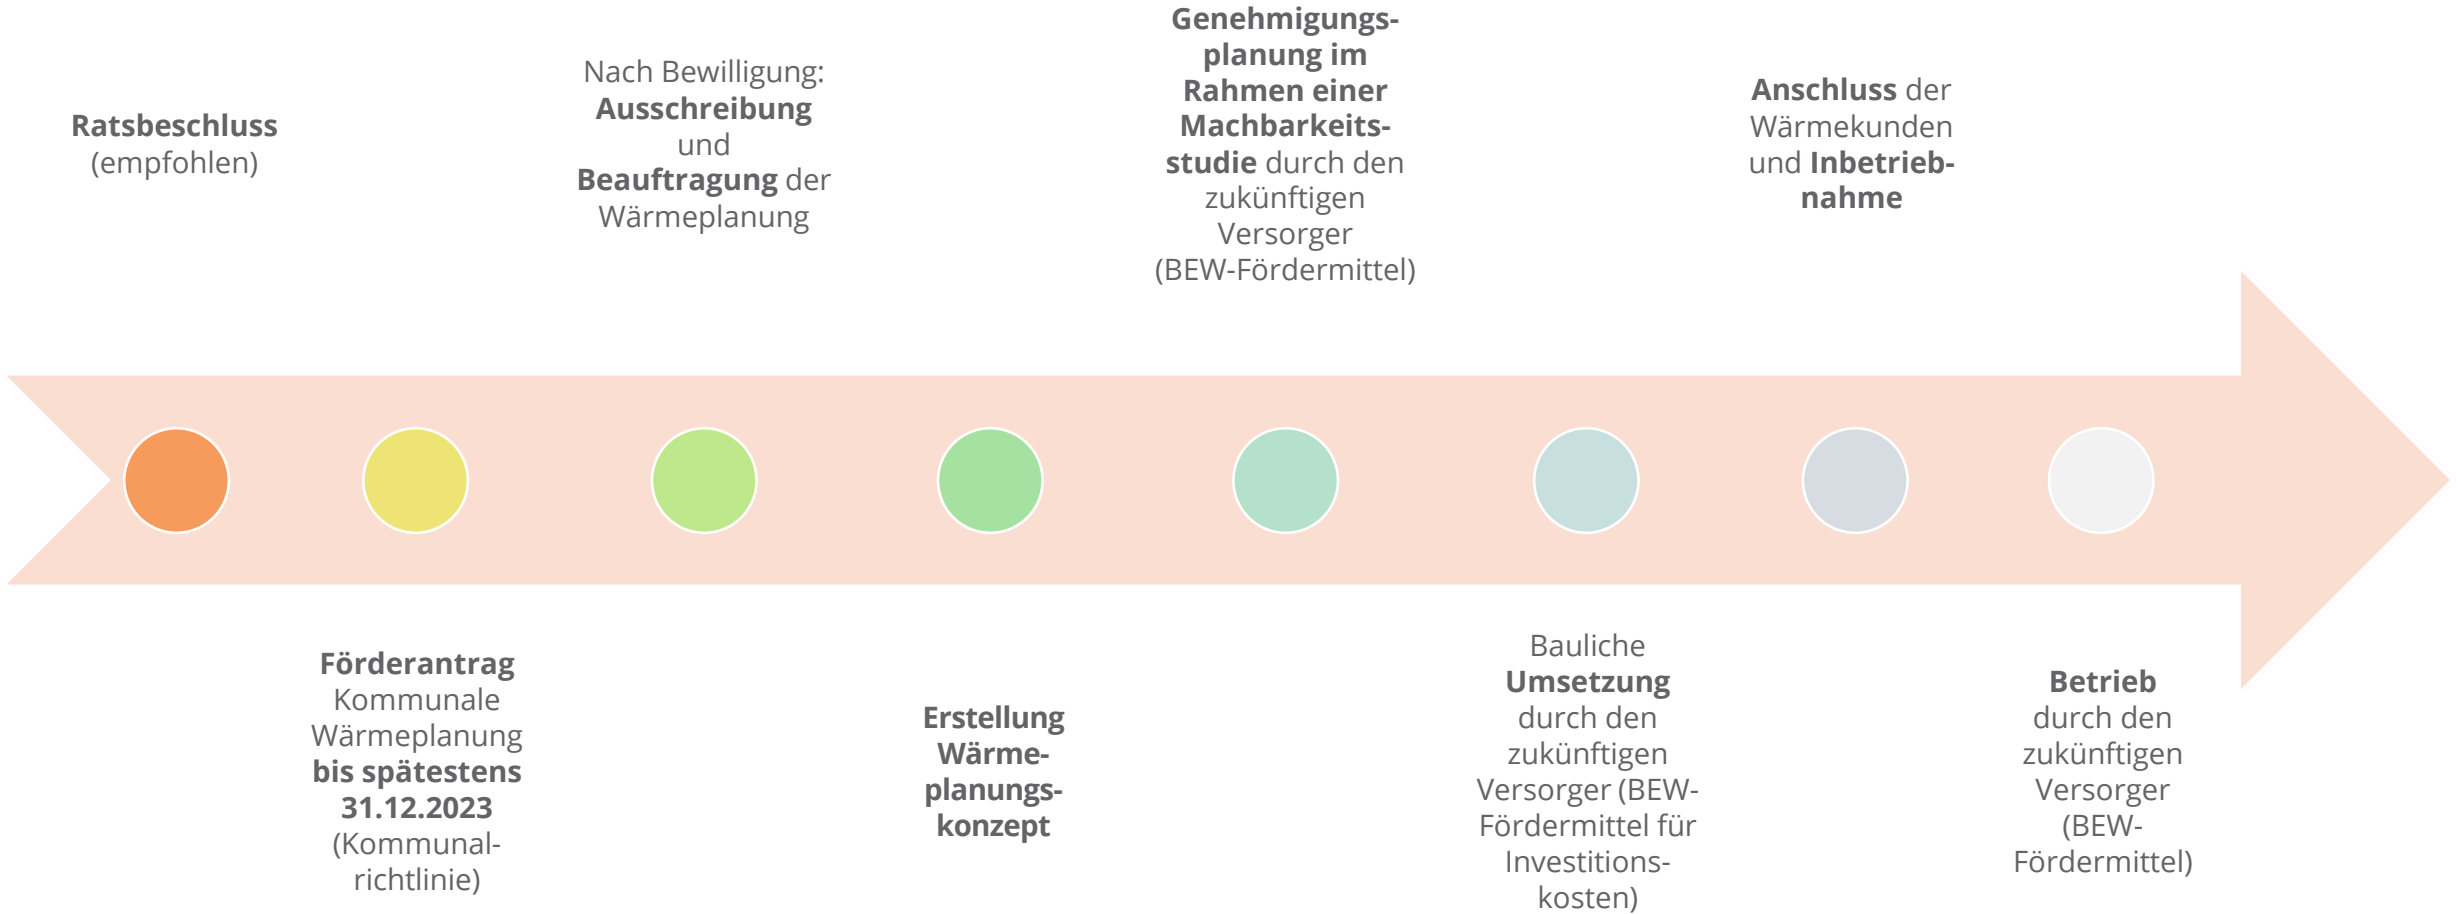 Ratsbeschluss
(empfohlen)
Förderantrag
Kommunale
Wärmeplanung
bis spätestens
31.12.2023
(Kommunal-
richtlinie)
Nach Bewilligung:
Ausschreibung
und
Beauftragung der
Wärmeplanung
Erstellung
Wärme-
planungs-
konzept
Genehmigungs-
planung im
Rahmen einer
Machbarkeits-
studie durch den
zukünftigen
Versorger
(BEW-Fördermittel)
Bauliche
Umsetzung
durch den
zukünftigen
Versorger (BEW-
Fördermittel für
Investitions-
kosten)
Anschluss der
Wärmekunden
und Inbetrieb-
nahme
Betrieb
durch den
zukünftigen
Versorger
(BEW-
Fördermittel)